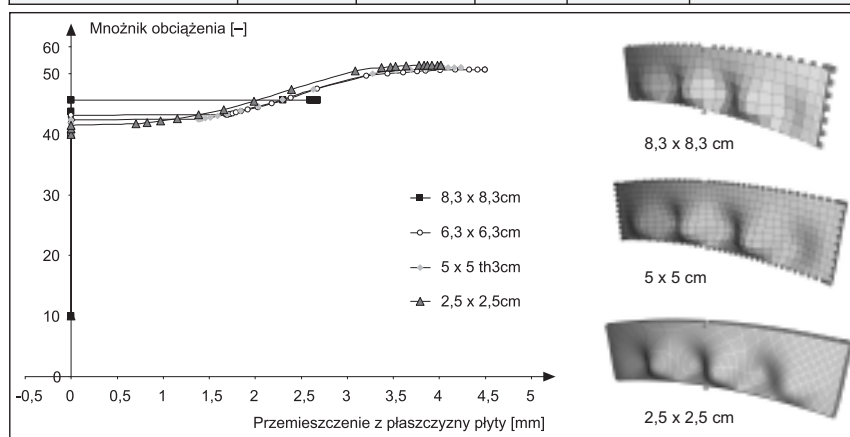 Mnożnik obciążenia [–]
60
50
40
30
20
10
0
-0,5 0 0,5 1 1,5 2 2,5 3 3,5 4 4,5 5
Przemieszczenie z płaszczyzny płyty [mm]
8,3 x 8,3cm
6,3 x 6,3cm
5 x 5 th3cm
2,5 x 2,5cm
8,3 x 8,3 cm
5 x 5 cm
2,5 x 2,5 cm